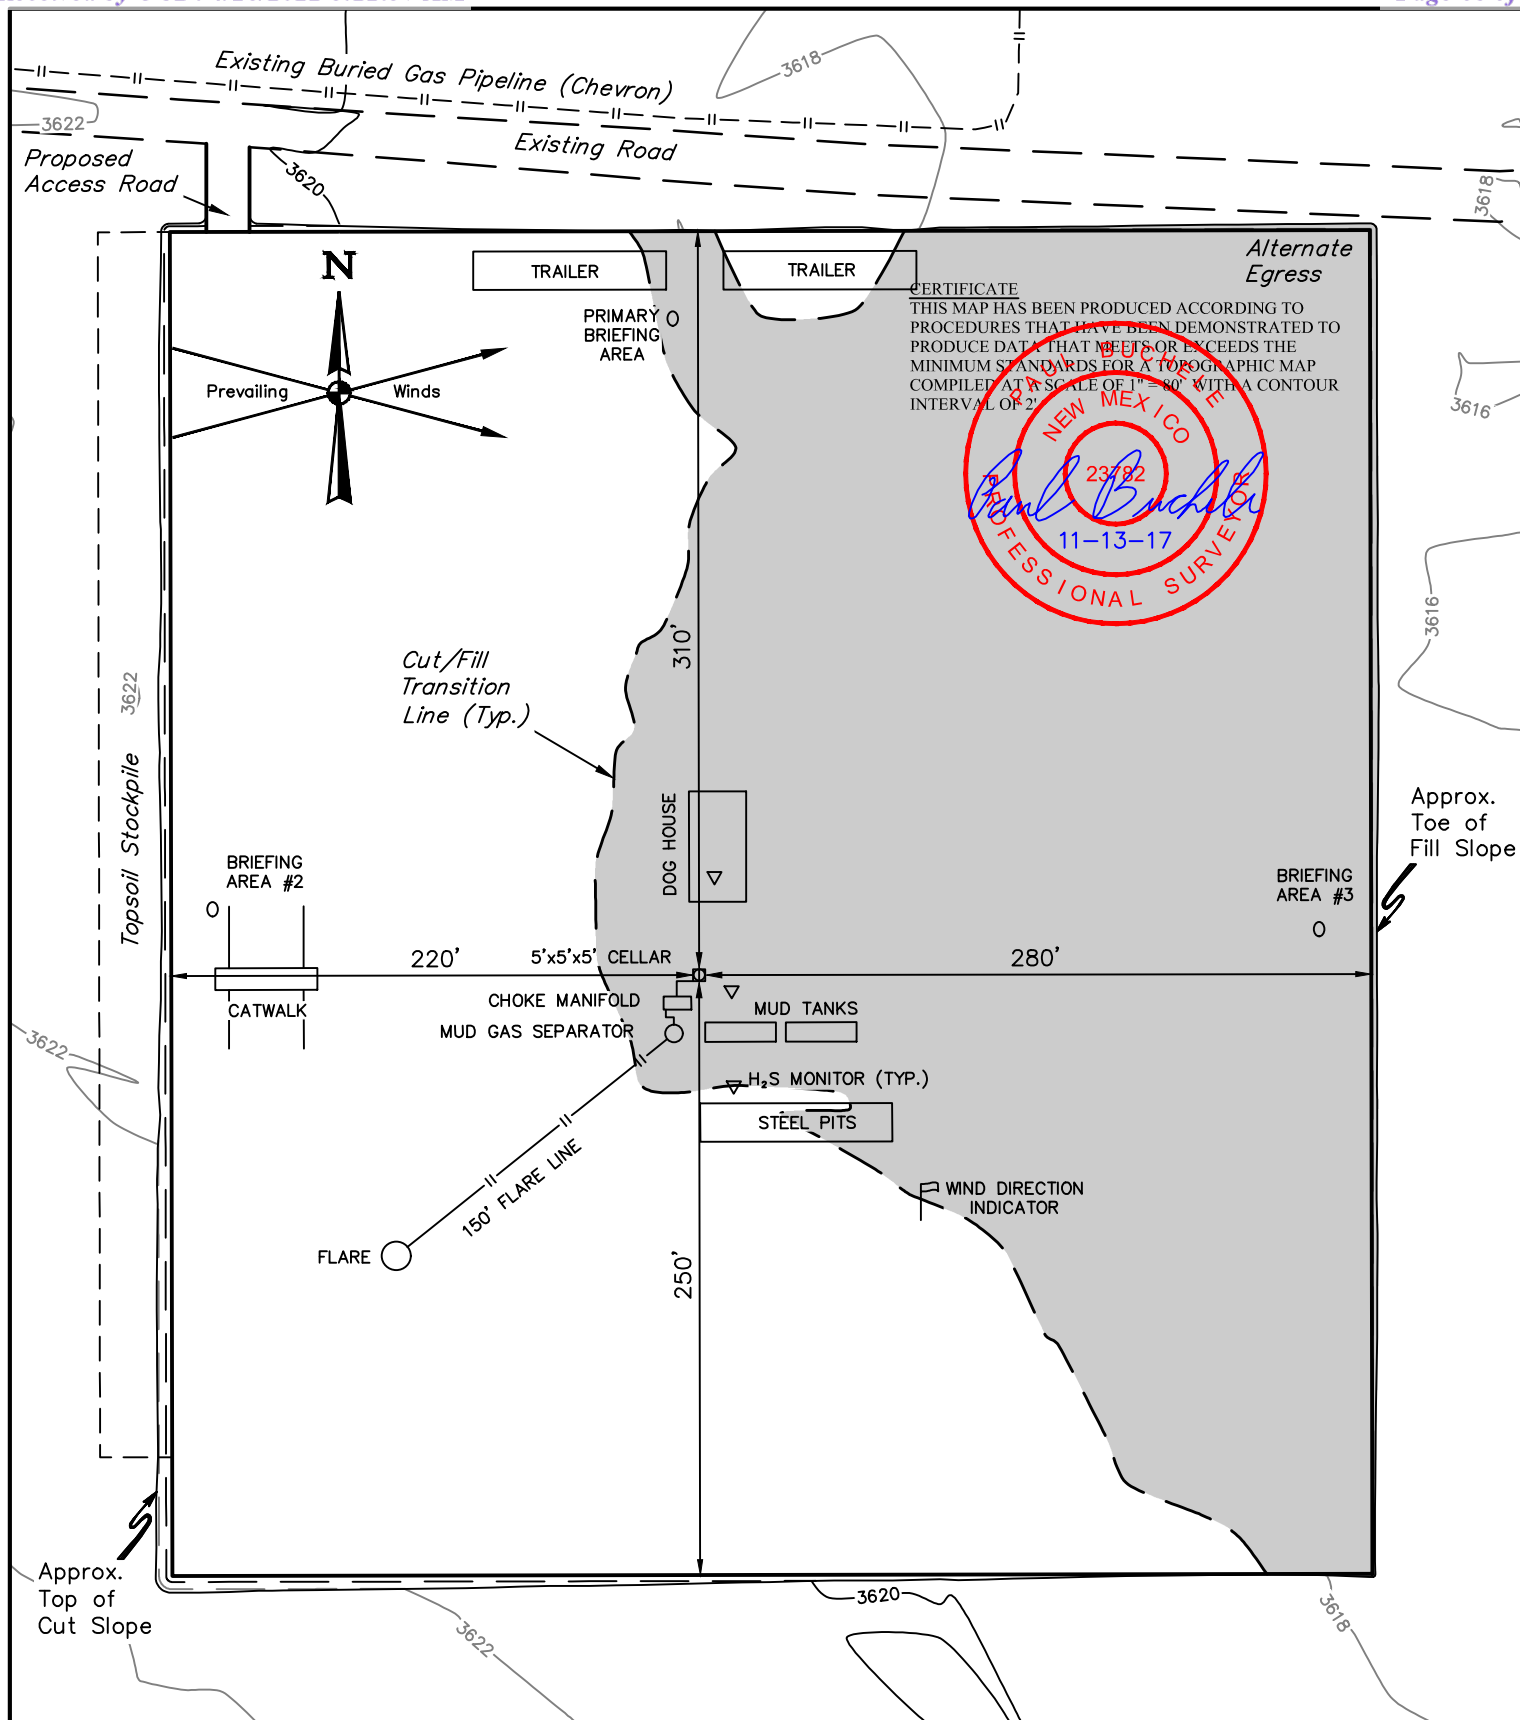 Existing Buried Gas Pipeline (Chevron)
3618
3622
Existing Road
Proposed
Access Road
3620
3618
Alternate
Egress
N
TRAILER
TRAILER
CERTIFICATE
THIS MAP HAS BEEN PRODUCED ACCORDING TO
PROCEDURES THAT HAVE BEEN DEMONSTRATED TO
PRODUCE DATA THAT MEETS OR EXCEEDS THE
MINIMUM STANDARDS FOR A TOPOGRAPHIC MAP
COMPILED AT A SCALE OF 1" = 80' WITH A CONTOUR
INTERVAL OF 2'
PRIMARY
BRIEFING
AREA
Prevailing Winds
3616
PAUL BUCHELE
NEW MEXICO
23782
Paul Buchele
11-13-17
PROFESSIONAL SURVEYOR
3616
310'
Cut/Fill
Transition
Line (Typ.)
3622
Topsoil Stockpile
DOG HOUSE
Approx.
Toe of
Fill Slope
BRIEFING
AREA #2
BRIEFING
AREA #3
220'
5'x5'x5' CELLAR
280'
CATWALK
CHOKE MANIFOLD
MUD GAS SEPARATOR
MUD TANKS
3622
H₂S MONITOR (TYP.)
STEEL PITS
150' FLARE LINE
WIND DIRECTION
INDICATOR
FLARE
250'
Approx.
Top of
Cut Slope
3620
3622
3618